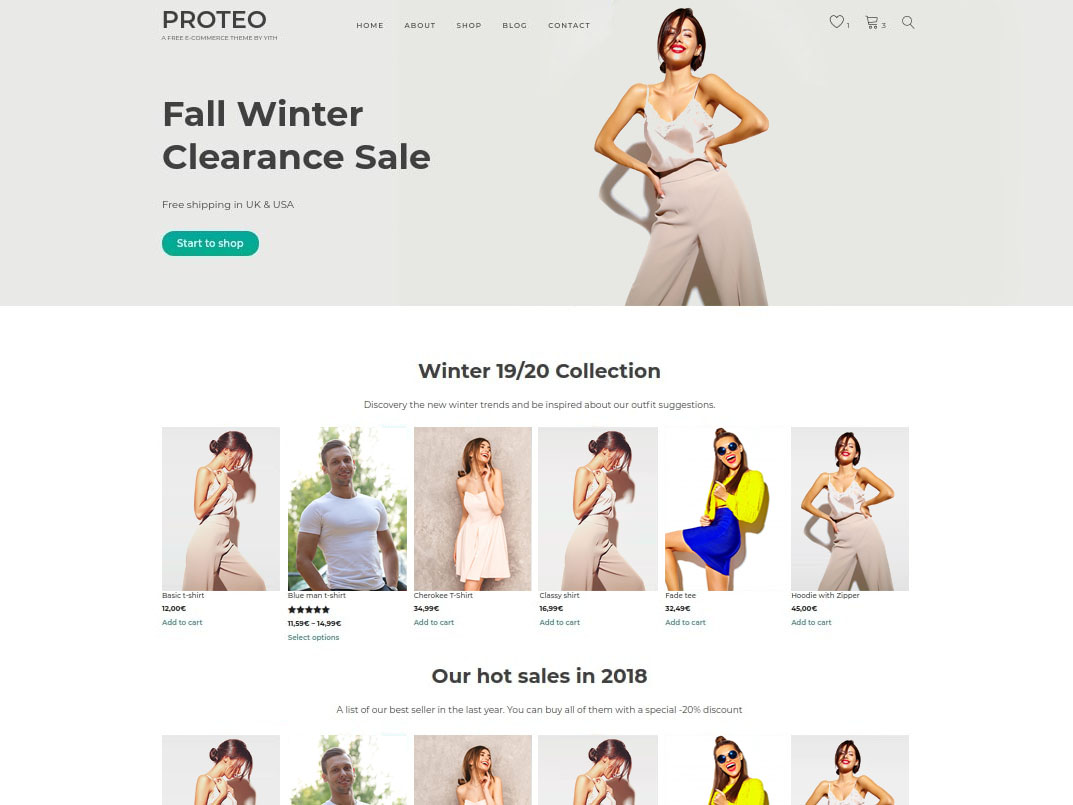 PROTEO
A FREE E-COMMERCE THEME BY YITH
HOME ABOUT SHOP BLOG CONTACT
1 3
Fall Winter
Clearance Sale
Free shipping in UK & USA
Start to shop
Winter 19/20 Collection
Discovery the new winter trends and be inspired about our outfit suggestions.
Basic t-shirt
12,00€
Add to cart
Blue man t-shirt
11,59€ – 14,99€
Select options
Cherokee T-Shirt
34,99€
Add to cart
Classy shirt
16,99€
Add to cart
Fade tee
32,49€
Add to cart
Hoodie with Zipper
45,00€
Add to cart
Our hot sales in 2018
A list of our best seller in the last year. You can buy all of them with a special -20% discount